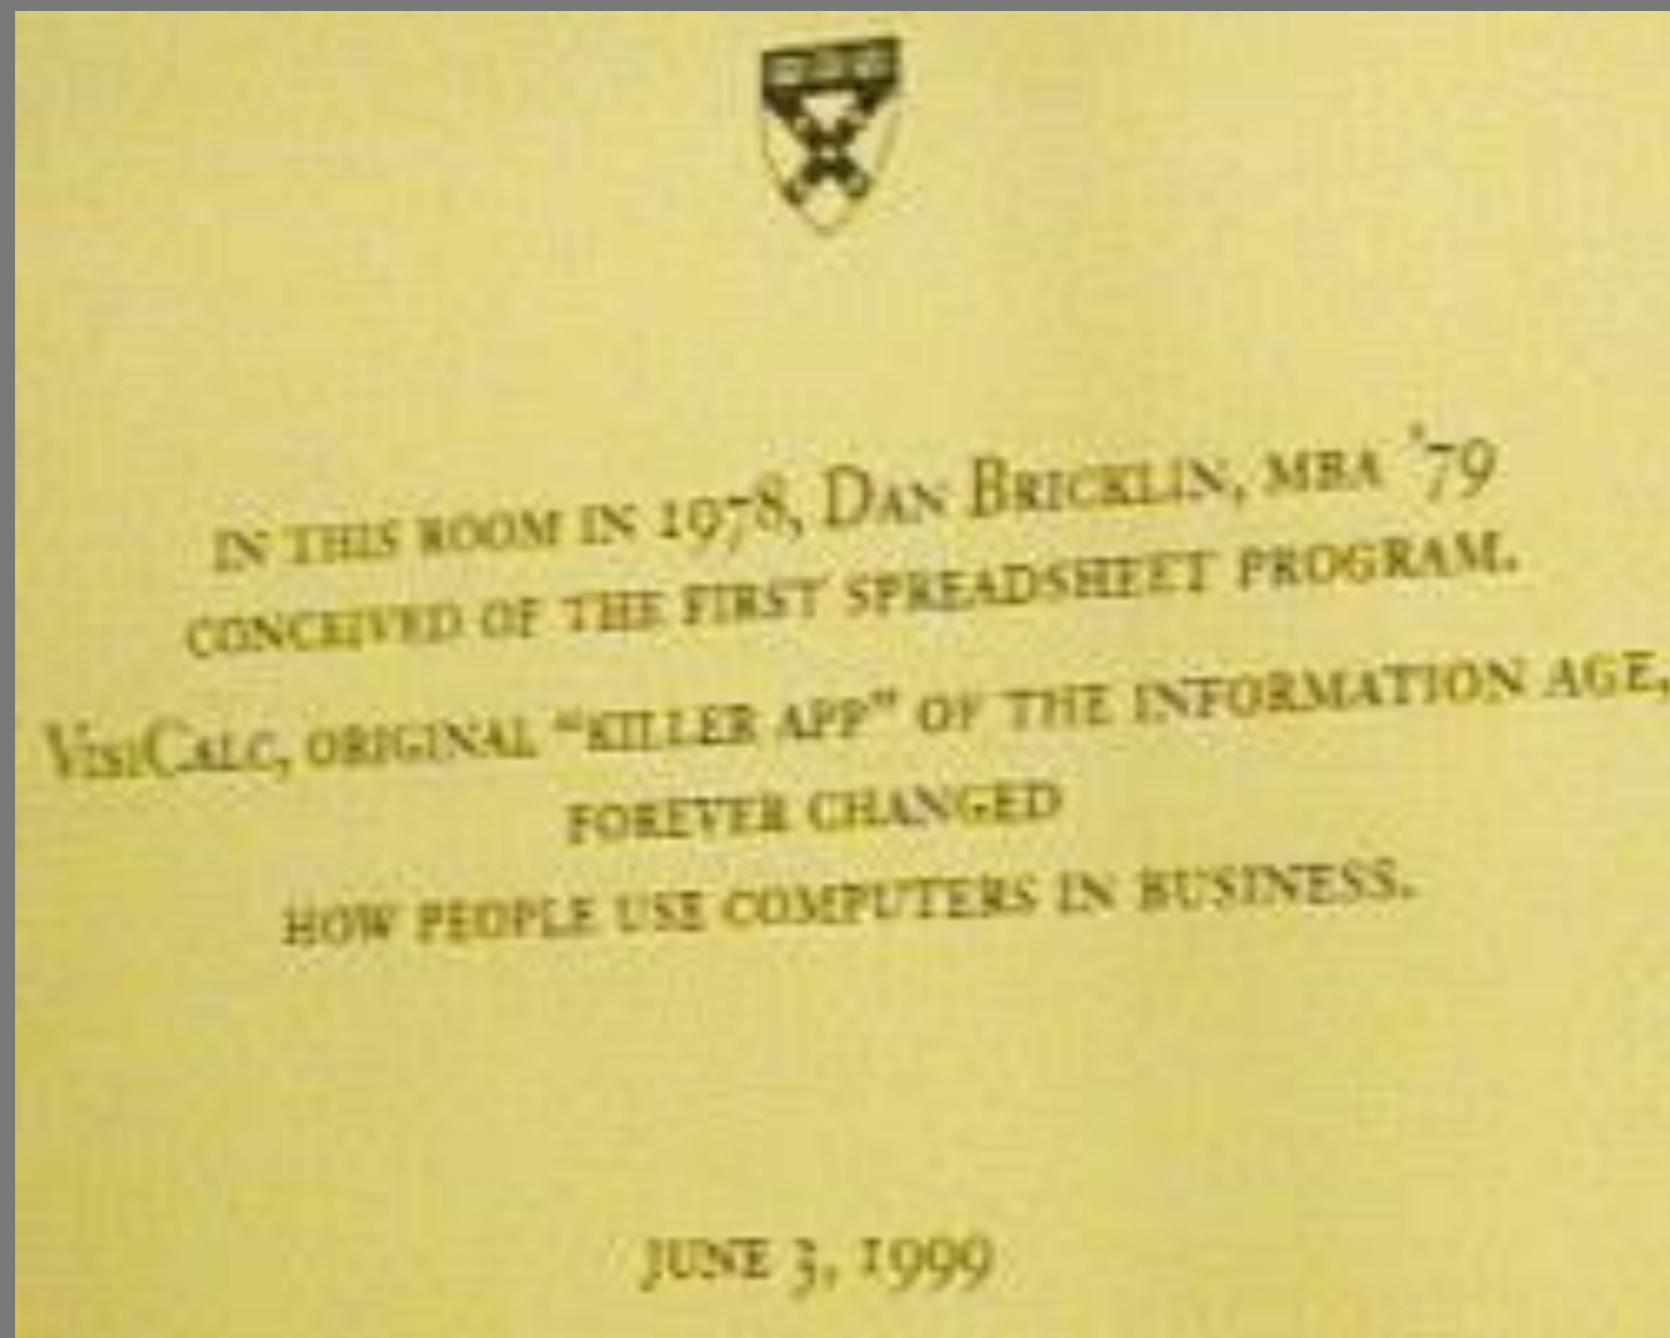 IN THIS ROOM IN 1978, DAN BRICKLIN, MBA '79
CONCEIVED OF THE FIRST SPREADSHEET PROGRAM.
VISICALC, ORIGINAL “KILLER APP” OF THE INFORMATION AGE,
FOREVER CHANGED
HOW PEOPLE USE COMPUTERS IN BUSINESS.
JUNE 3, 1999